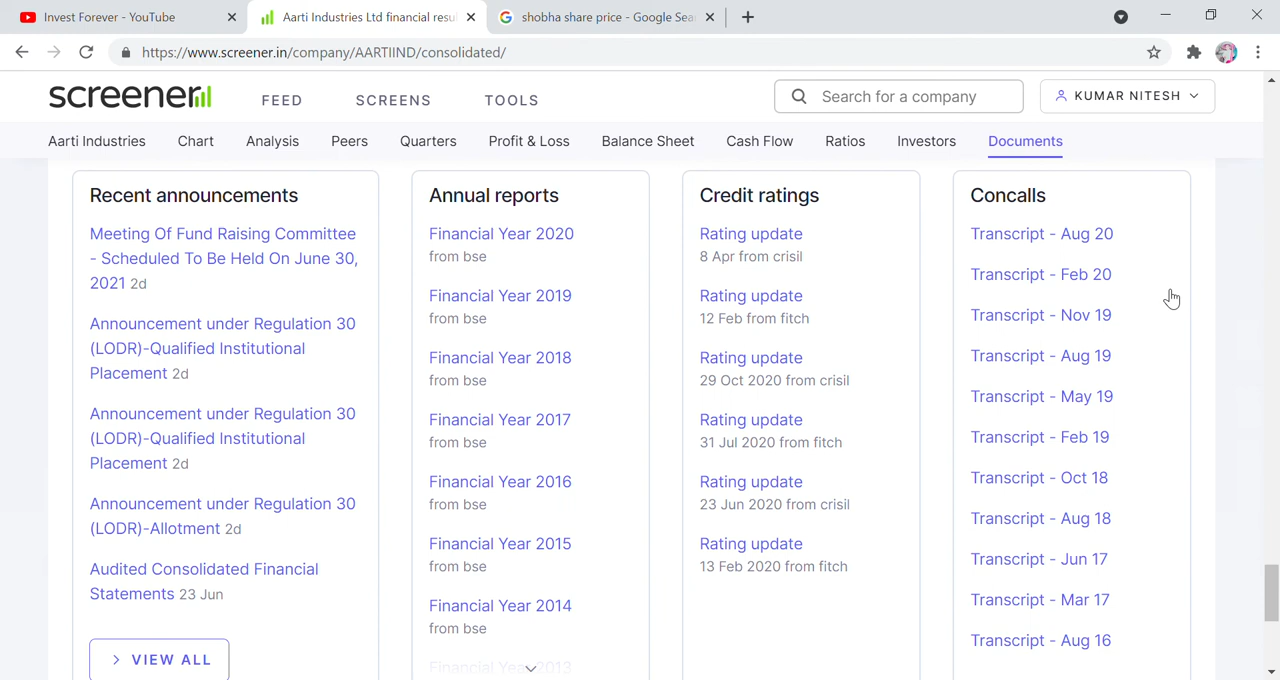 Invest Forever - YouTube
Aarti Industries Ltd financial resu
shobha share price - Google Sea
https://www.screener.in/company/AARTIIND/consolidated/
screener
FEED
SCREENS
TOOLS
Search for a company
KUMAR NITESH
Aarti Industries
Chart
Analysis
Peers
Quarters
Profit & Loss
Balance Sheet
Cash Flow
Ratios
Investors
Documents
Recent announcements
Meeting Of Fund Raising Committee
- Scheduled To Be Held On June 30,
2021 2d
Announcement under Regulation 30
(LODR)-Qualified Institutional
Placement 2d
Announcement under Regulation 30
(LODR)-Qualified Institutional
Placement 2d
Announcement under Regulation 30
(LODR)-Allotment 2d
Audited Consolidated Financial
Statements 23 Jun
VIEW ALL
Annual reports
Financial Year 2020
from bse
Financial Year 2019
from bse
Financial Year 2018
from bse
Financial Year 2017
from bse
Financial Year 2016
from bse
Financial Year 2015
from bse
Financial Year 2014
from bse
Financial Year 2013
Credit ratings
Rating update
8 Apr from crisil
Rating update
12 Feb from fitch
Rating update
29 Oct 2020 from crisil
Rating update
31 Jul 2020 from fitch
Rating update
23 Jun 2020 from crisil
Rating update
13 Feb 2020 from fitch
Concalls
Transcript - Aug 20
Transcript - Feb 20
Transcript - Nov 19
Transcript - Aug 19
Transcript - May 19
Transcript - Feb 19
Transcript - Oct 18
Transcript - Aug 18
Transcript - Jun 17
Transcript - Mar 17
Transcript - Aug 16